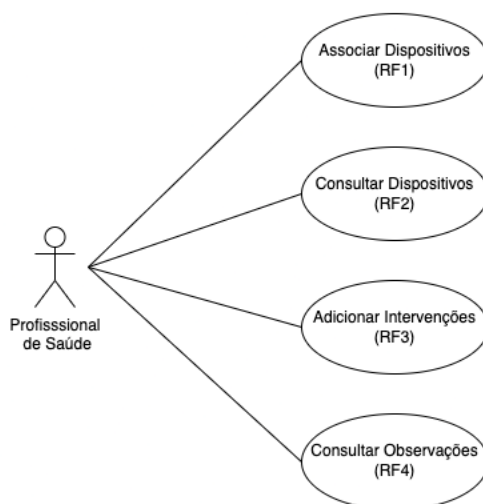 Associar Dispositivos
(RF1)
Consultar Dispositivos
(RF2)
Profisssional
de Saúde
Adicionar Intervenções
(RF3)
Consultar Observações
(RF4)